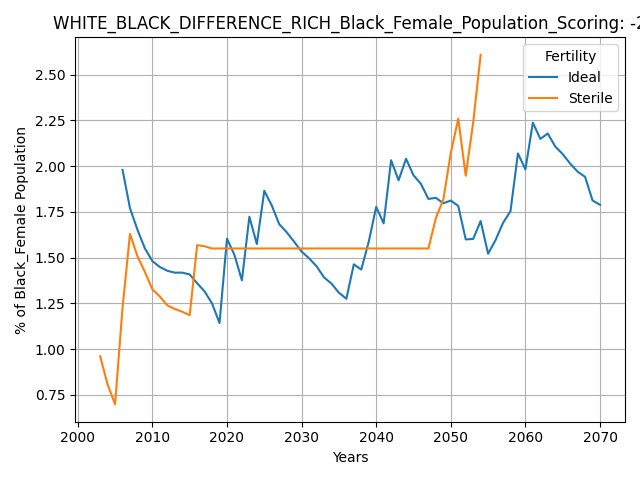 WHITE_BLACK_DIFFERENCE_RICH_Black_Female_Population_Scoring: -2
Fertility
Ideal
Sterile
% of Black_Female Population
2.50
2.25
2.00
1.75
1.50
1.25
1.00
0.75
2000 2010 2020 2030 2040 2050 2060 2070
Years